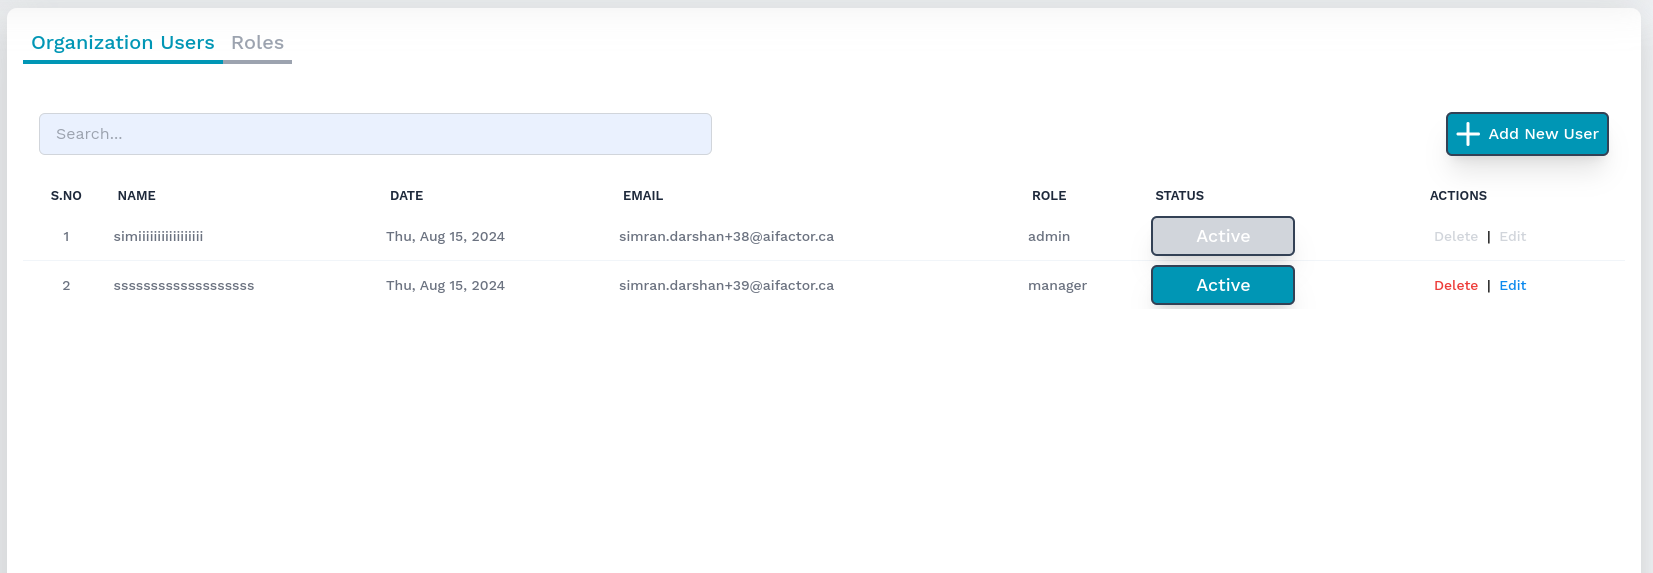 Organization Users Roles
Search...
Add New User
S.NO NAME DATE EMAIL ROLE STATUS ACTIONS
1 simiiiiiiiiiiiiiiiii Thu, Aug 15, 2024 simran.darshan+38@aifactor.ca admin Active Delete | Edit
2 sssssssssssssssssss Thu, Aug 15, 2024 simran.darshan+39@aifactor.ca manager Active Delete | Edit